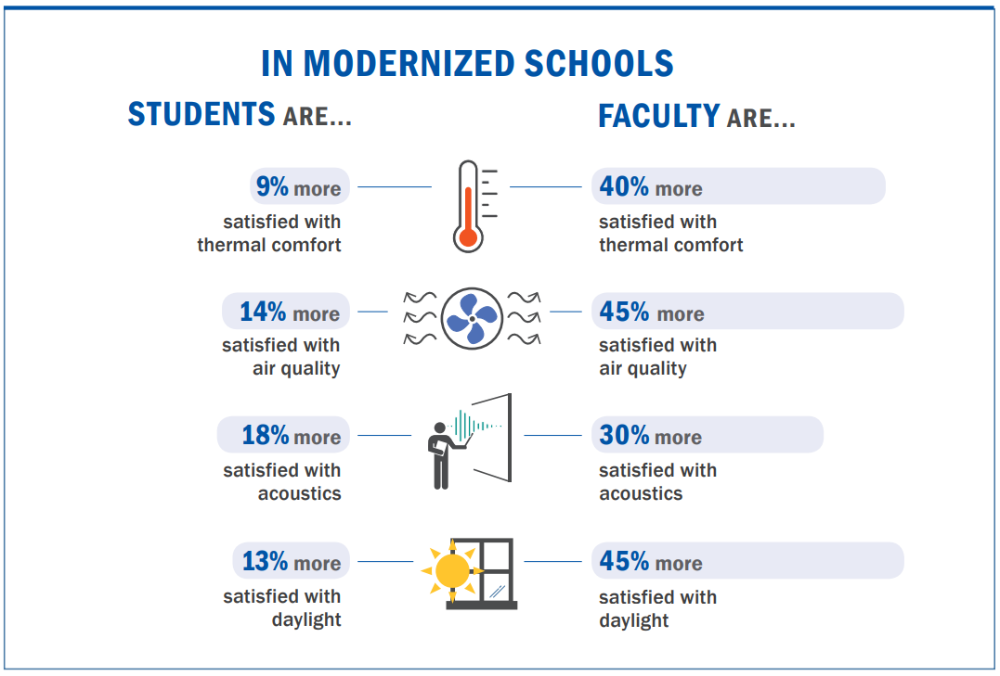 IN MODERNIZED SCHOOLS
STUDENTS ARE...
FACULTY ARE...
9% more
satisfied with
thermal comfort
40% more
satisfied with
thermal comfort
14% more
satisfied with
air quality
45% more
satisfied with
air quality
18% more
satisfied with
acoustics
30% more
satisfied with
acoustics
13% more
satisfied with
daylight
45% more
satisfied with
daylight